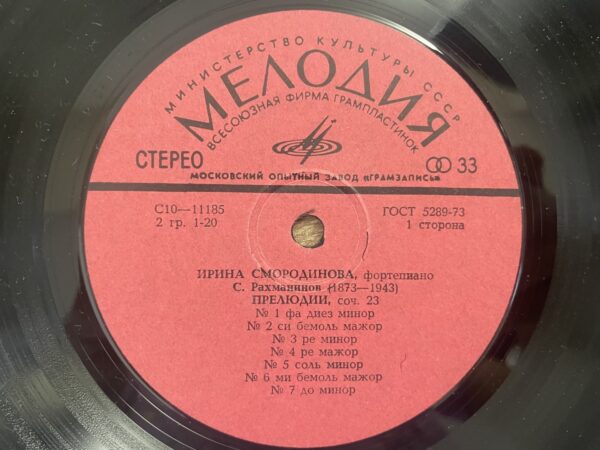 МИНИСТЕРСТВО КУЛЬТУРЫ СССР
МЕЛОДИЯ
ВСЕСОЮЗНАЯ ФИРМА ГРАМПЛАСТИНОК
СТЕРЕО
33
МОСКОВСКИЙ ОПЫТНЫЙ ЗАВОД «ГРАМЗАПИСЬ»
С10—11185
ГОСТ 5289-73
2 гр. 1-20
1 сторона
ИРИНА СМОРОДИНОВА, фортепиано
С. Рахманинов (1873—1943)
ПРЕЛЮДИИ, соч. 23
№ 1 фа диез минор
№ 2 си бемоль мажор
№ 3 ре минор
№ 4 ре мажор
№ 5 соль минор
№ 6 ми бемоль мажор
№ 7 до минор